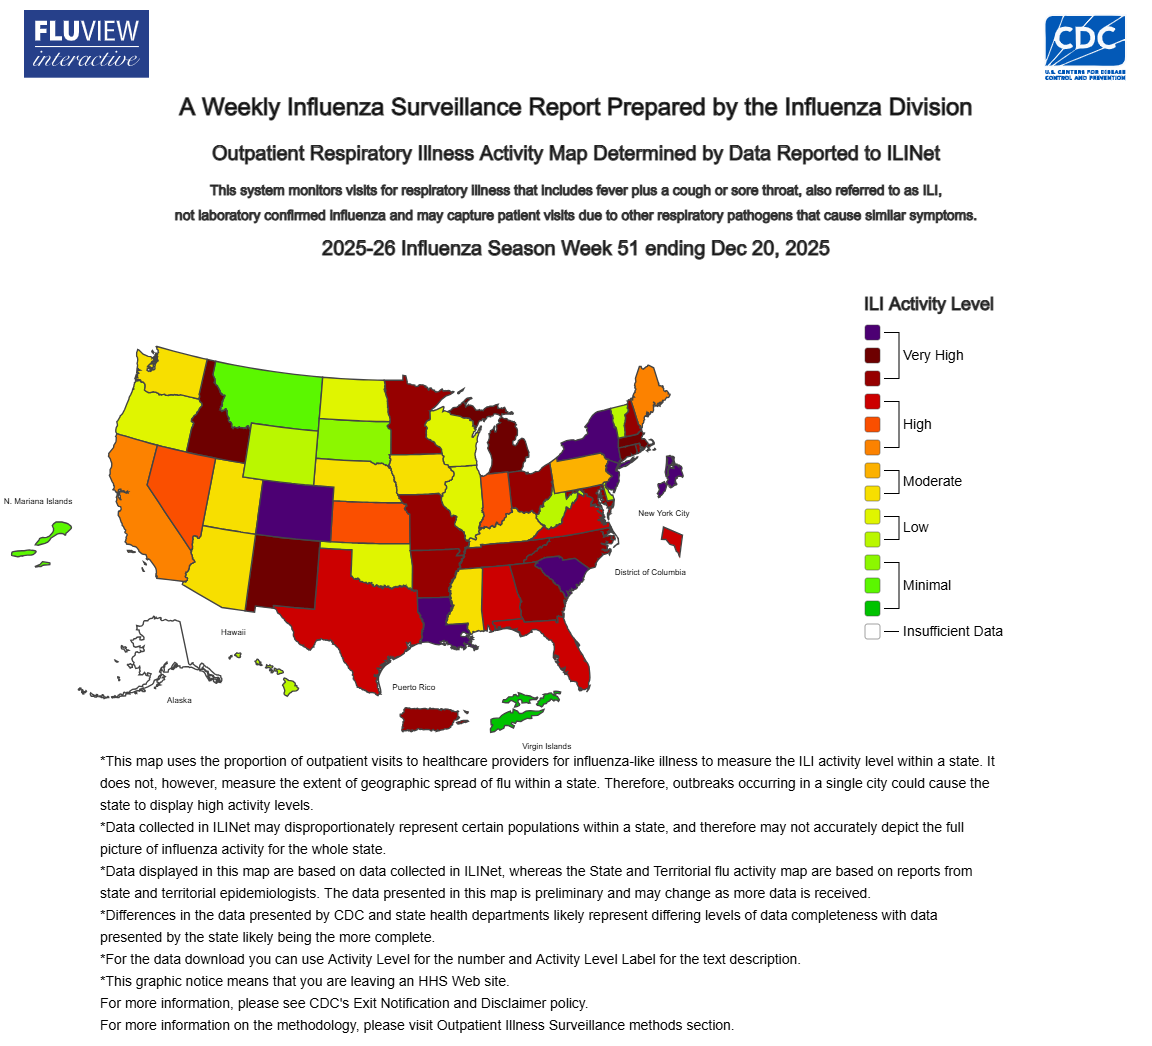 FLUVIEW
interactive
CDC
U.S. CENTERS FOR DISEASE
CONTROL AND PREVENTION
A Weekly Influenza Surveillance Report Prepared by the Influenza Division
Outpatient Respiratory Illness Activity Map Determined by Data Reported to ILINet
This system monitors visits for respiratory illness that includes fever plus a cough or sore throat, also referred to as ILI,
not laboratory confirmed influenza and may capture patient visits due to other respiratory pathogens that cause similar symptoms.
2025-26 Influenza Season Week 51 ending Dec 20, 2025
ILI Activity Level
Very High
High
Moderate
Low
Minimal
Insufficient Data
N. Mariana Islands
New York City
District of Columbia
Hawaii
Alaska
Puerto Rico
Virgin Islands
*This map uses the proportion of outpatient visits to healthcare providers for influenza-like illness to measure the ILI activity level within a state. It
does not, however, measure the extent of geographic spread of flu within a state. Therefore, outbreaks occurring in a single city could cause the
state to display high activity levels.
*Data collected in ILINet may disproportionately represent certain populations within a state, and therefore may not accurately depict the full
picture of influenza activity for the whole state.
*Data displayed in this map are based on data collected in ILINet, whereas the State and Territorial flu activity map are based on reports from
state and territorial epidemiologists. The data presented in this map is preliminary and may change as more data is received.
*Differences in the data presented by CDC and state health departments likely represent differing levels of data completeness with data
presented by the state likely being the more complete.
*For the data download you can use Activity Level for the number and Activity Level Label for the text description.
*This graphic notice means that you are leaving an HHS Web site.
For more information, please see CDC's Exit Notification and Disclaimer policy.
For more information on the methodology, please visit Outpatient Illness Surveillance methods section.